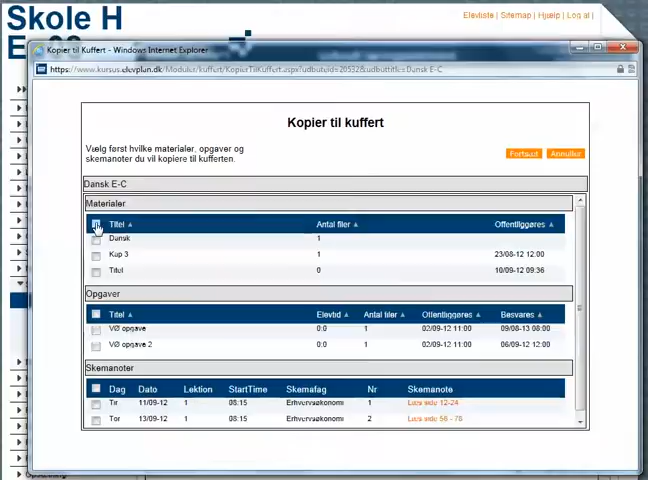 Skole H
Elevliste | Sitemap | Hjælp | Log af |
Kopier til Kuffert - Windows Internet Explorer
https://www.kursus.elevplan.dk/Moduler/kuffert/KopierTilKuffert.aspx?udbuteid=20532&udbuttitle=Dansk E-C
Kopier til kuffert
Vælg først hvilke materialer, opgaver og
skemanoter du vil kopiere til kufferten.
Fortsæt
Annuller
Dansk E-C
Materialer
Titel Antal filer Offentliggøres
Dansk 1
Kap 3 1 23/08-12 12:00
Titel 0 10/09-12 09:36
Opgaver
Titel Elevtid Antal filer Offentliggøres Besvares
VØ opgave 0:0 1 02/09-12 11:00 09/08-13 08:00
VØ opgave 2 0:0 1 02/09-12 11:00 06/09-12 12:00
Skemanoter
Dag Dato Lektion StartTime Skemafag Nr Skemanote
Tir 11/09-12 1 08:15 Erhvervsøkonomi 1 Læs side 12-24
Tor 13/09-12 1 08:15 Erhvervsøkonomi 2 Læs side 56 - 76